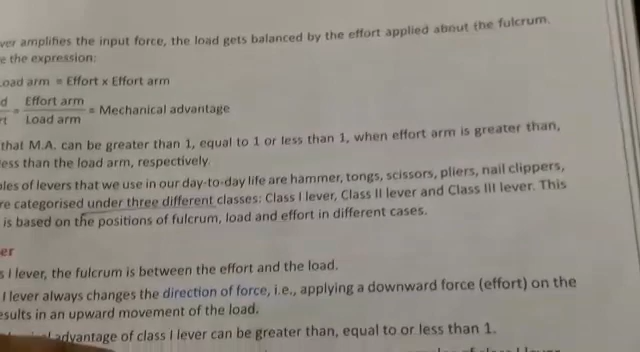 ver amplifies the input force, the load gets balanced by the effort applied about the fulcrum.
e the expression:
oad arm = Effort x Effort arm
d Effort arm
= = Mechanical advantage
rt Load arm
that M.A. can be greater than 1, equal to 1 or less than 1, when effort arm is greater than,
ess than the load arm, respectively.
les of levers that we use in our day-to-day life are hammer, tongs, scissors, pliers, nail clippers,
re categorised under three different classes: Class I lever, Class II lever and Class III lever. This
is based on the positions of fulcrum, load and effort in different cases.
er
s I lever, the fulcrum is between the effort and the load.
I lever always changes the direction of force, i.e., applying a downward force (effort) on the
esults in an upward movement of the load.
advantage of class I lever can be greater than, equal to or less than 1.